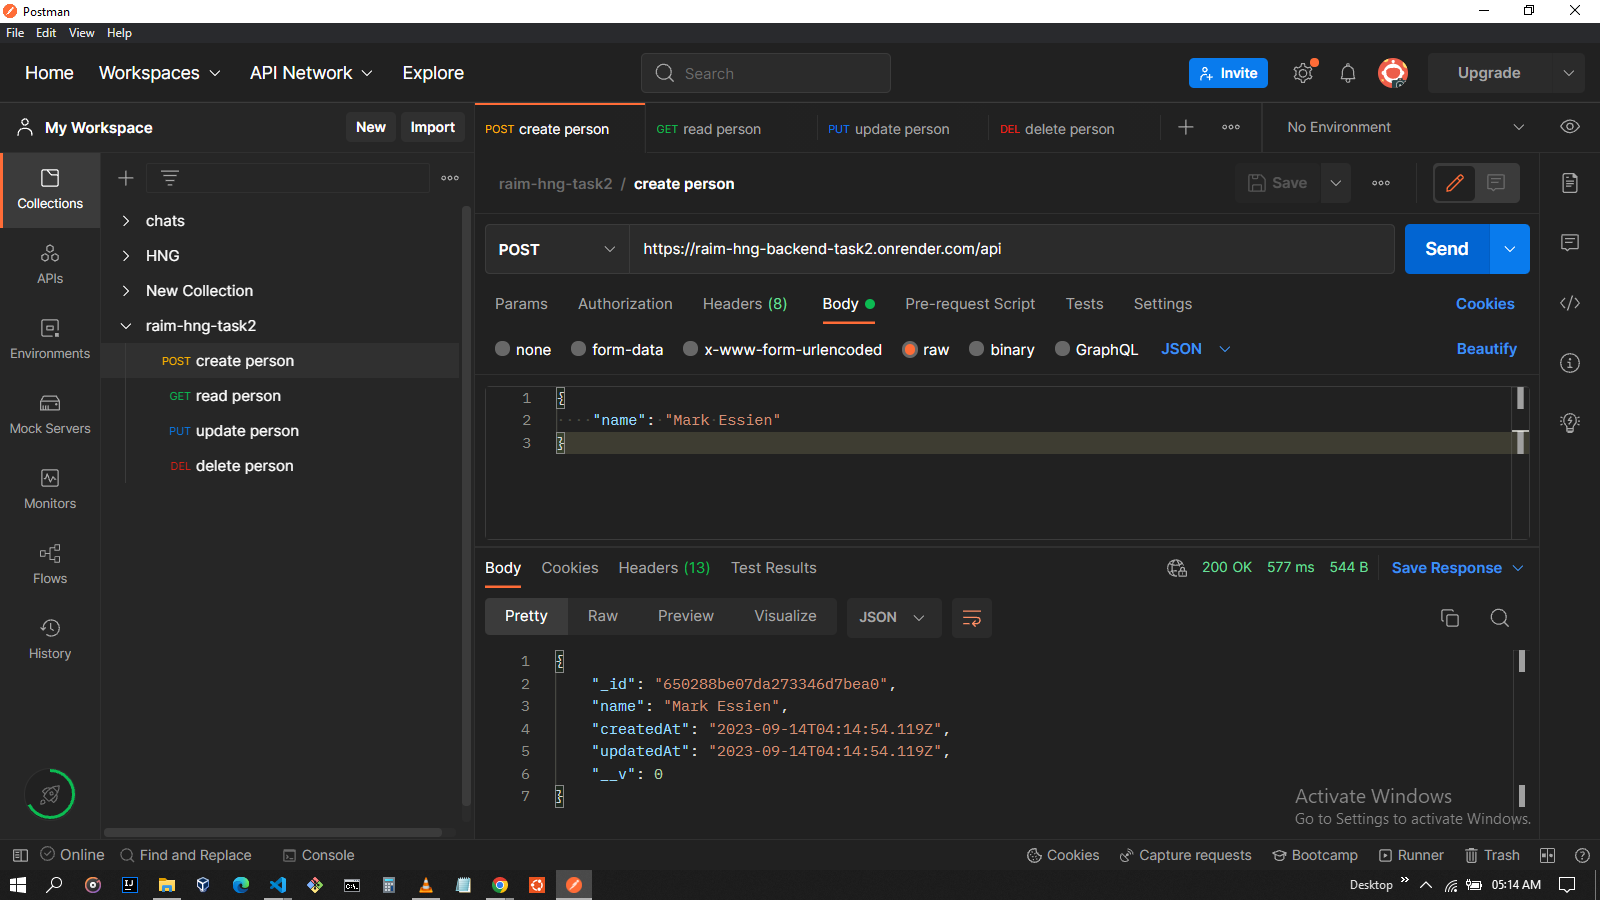 Postman
File Edit View Help
Home Workspaces API Network Explore Search Invite Upgrade
My Workspace New Import
POST create person GET read person PUT update person DEL delete person No Environment
raim-hng-task2 / create person Save
Collections
APIs
Environments
Mock Servers
Monitors
Flows
History
chats
HNG
New Collection
raim-hng-task2
POST create person
GET read person
PUT update person
DEL delete person
POST https://raim-hng-backend-task2.onrender.com/api Send
Params Authorization Headers (8) Body Pre-request Script Tests Settings Cookies
none form-data x-www-form-urlencoded raw binary GraphQL JSON Beautify
1 {
2 "name": "Mark Essien"
3 }
Body Cookies Headers (13) Test Results 200 OK 577 ms 544 B Save Response
Pretty Raw Preview Visualize JSON
1 {
2 "_id": "650288be07da273346d7bea0",
3 "name": "Mark Essien",
4 "createdAt": "2023-09-14T04:14:54.119Z",
5 "updatedAt": "2023-09-14T04:14:54.119Z",
6 "__v": 0
7 }
Activate Windows
Go to Settings to activate Windows.
Online Find and Replace Console Cookies Capture requests Bootcamp Runner Trash
Desktop 05:14 AM